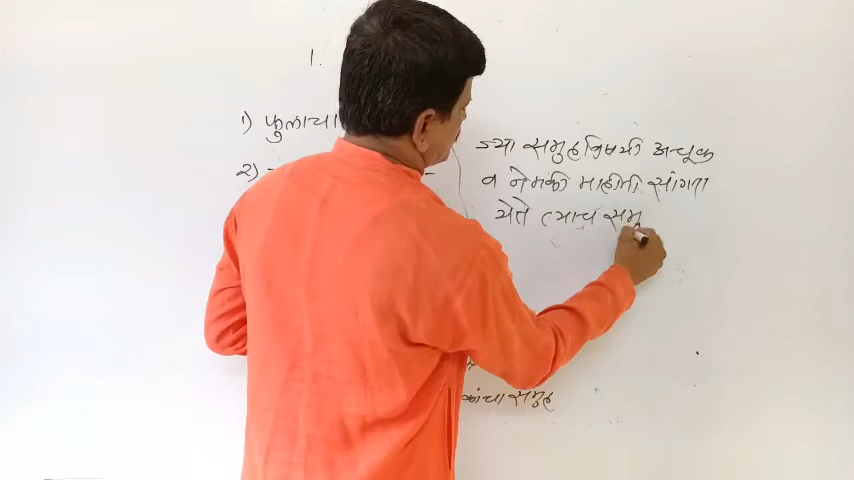 1.
1) फुलाचा
2)
ज्या समुहाविषयी अचूक
व नेमकी माहीती सांगता
येते त्याच सम
कांचा समुह